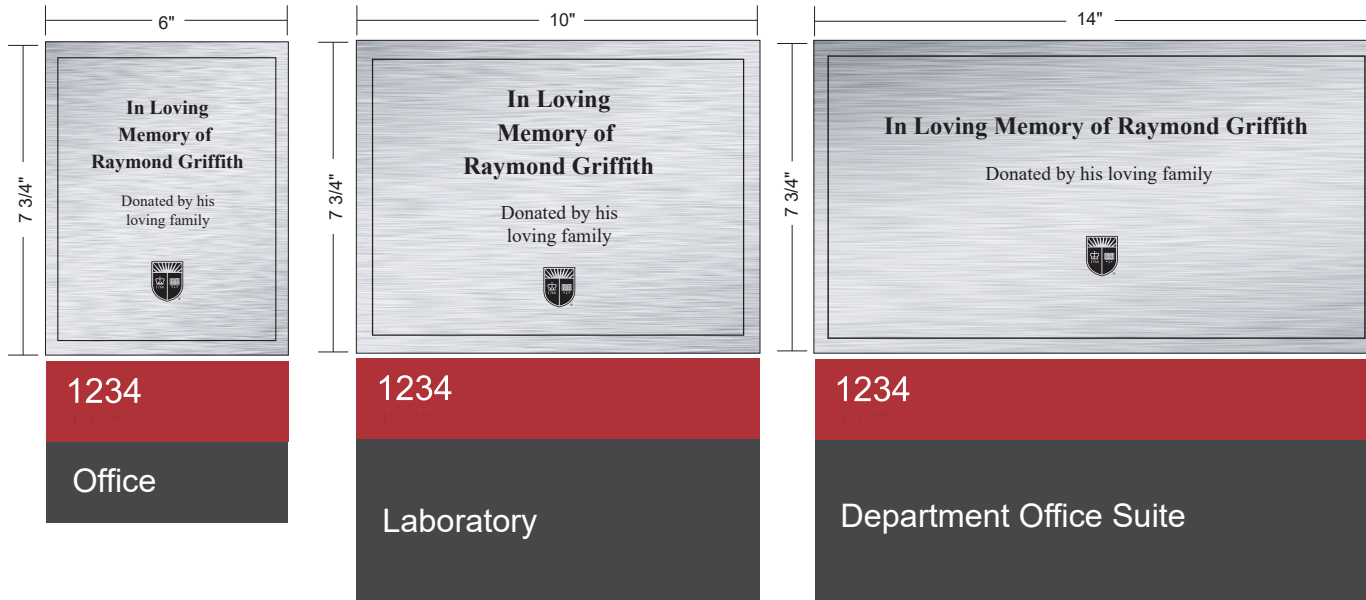 6"
7 3/4"
In Loving
Memory of
Raymond Griffith
Donated by his
loving family
1234
Office
10"
7 3/4"
In Loving
Memory of
Raymond Griffith
Donated by his
loving family
1234
Laboratory
14"
7 3/4"
In Loving Memory of Raymond Griffith
Donated by his loving family
1234
Department Office Suite